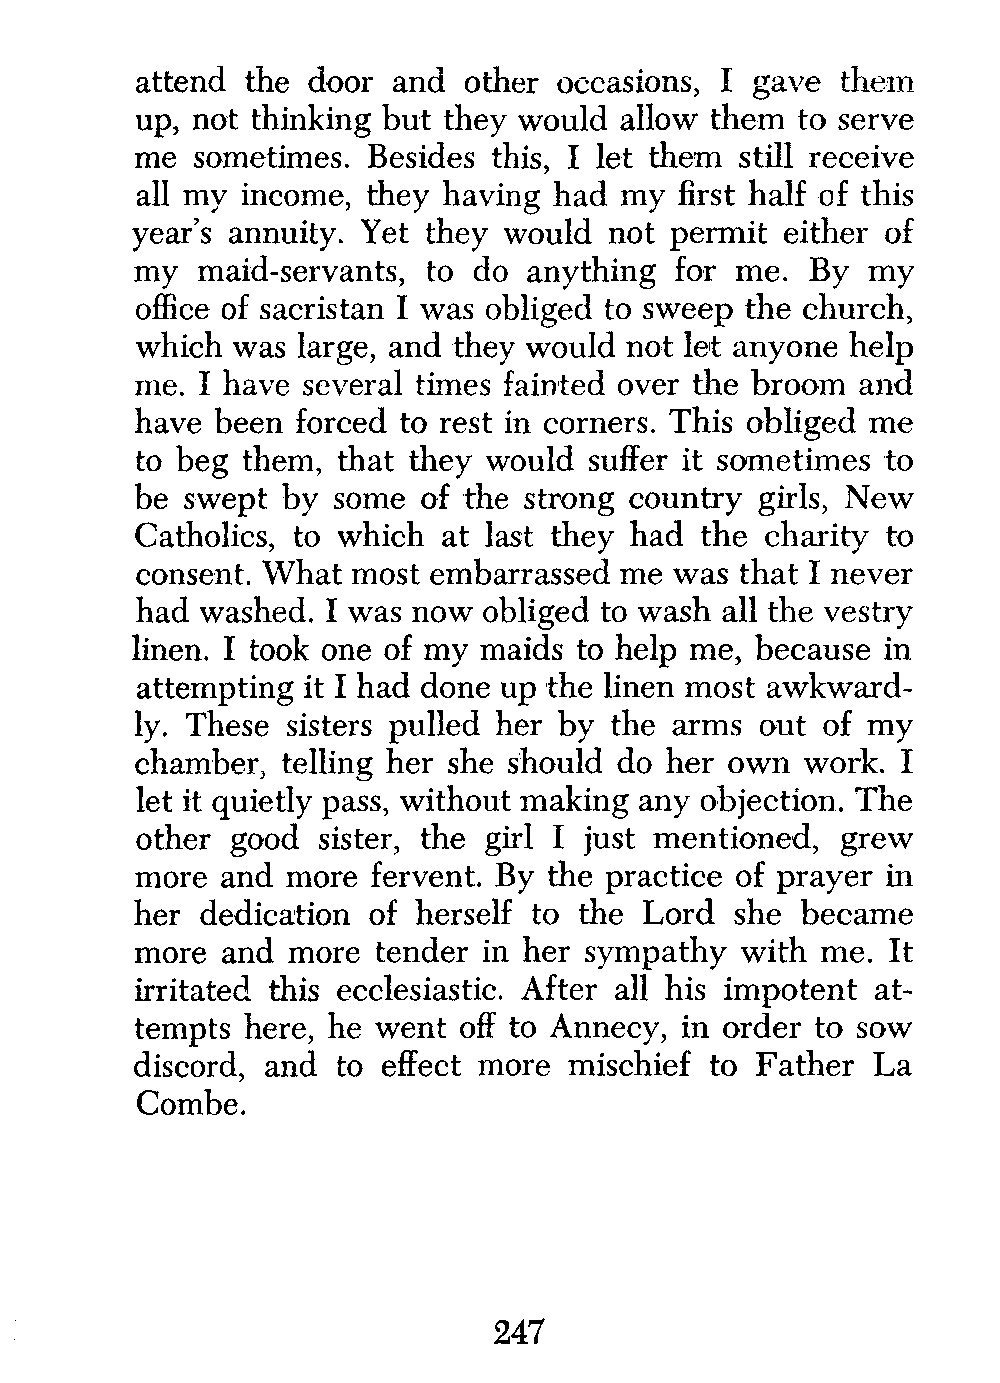 attend the door and other occasions, I gave them
up, not thinking but they would allow them to serve
me sometimes. Besides this, I let them still receive
all my income, they having had my first half of this
year's annuity. Yet they would not permit either of
my maid-servants, to do anything for me. By my
office of sacristan I was obliged to sweep the church,
which was large, and they would not let anyone help
me. I have several times fainted over the broom and
have been forced to rest in corners. This obliged me
to beg them, that they would suffer it sometimes to
be swept by some of the strong country girls, New
Catholics, to which at last they had the charity to
consent. What most embarrassed me was that I never
had washed. I was now obliged to wash all the vestry
linen. I took one of my maids to help me, because in
attempting it I had done up the linen most awkward-
ly. These sisters pulled her by the arms out of my
chamber, telling her she should do her own work. I
let it quietly pass, without making any objection. The
other good sister, the girl I just mentioned, grew
more and more fervent. By the practice of prayer in
her dedication of herself to the Lord she became
more and more tender in her sympathy with me. It
irritated this ecclesiastic. After all his impotent at-
tempts here, he went off to Annecy, in order to sow
discord, and to effect more mischief to Father La
Combe.
247